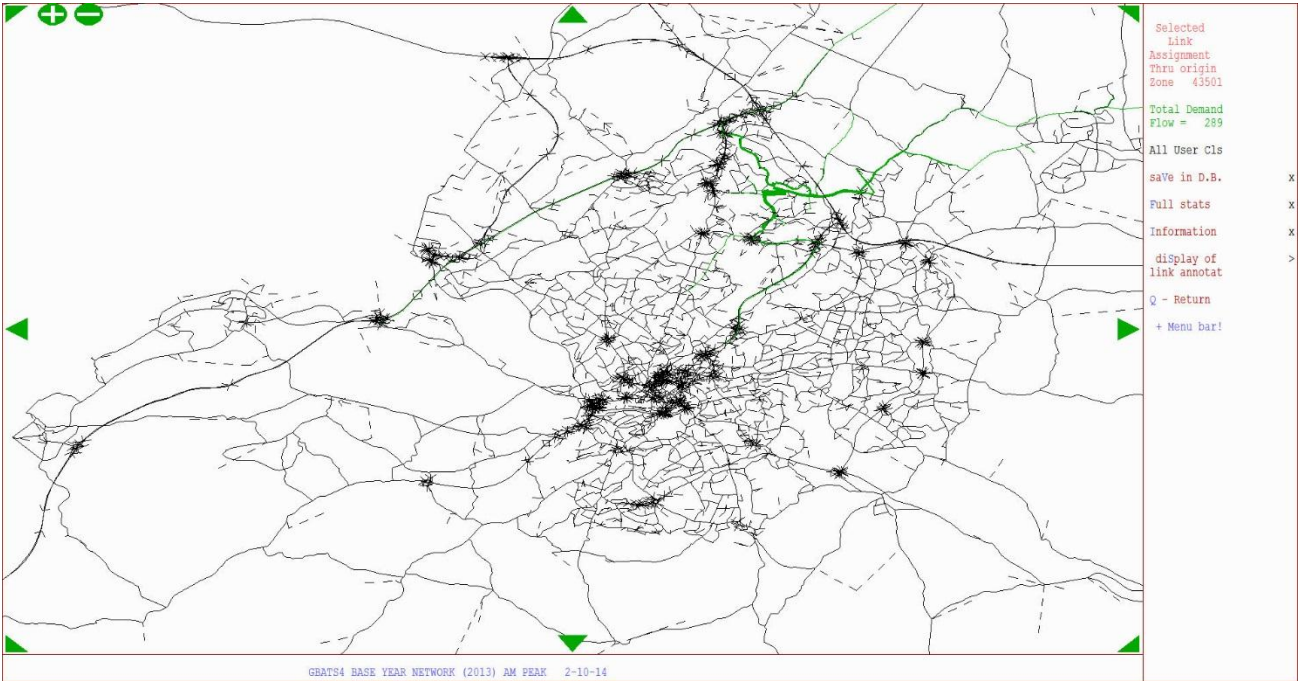 Selected
Link
Assignment
Thru origin
Zone 43501
Total Demand
Flow = 289
All User Cls
saVe in D.B. x
Full stats x
Information x
diSplay of >
link annotat
Q - Return
+ Menu bar!
GBATS4 BASE YEAR NETWORK (2013) AM PEAK 2-10-14